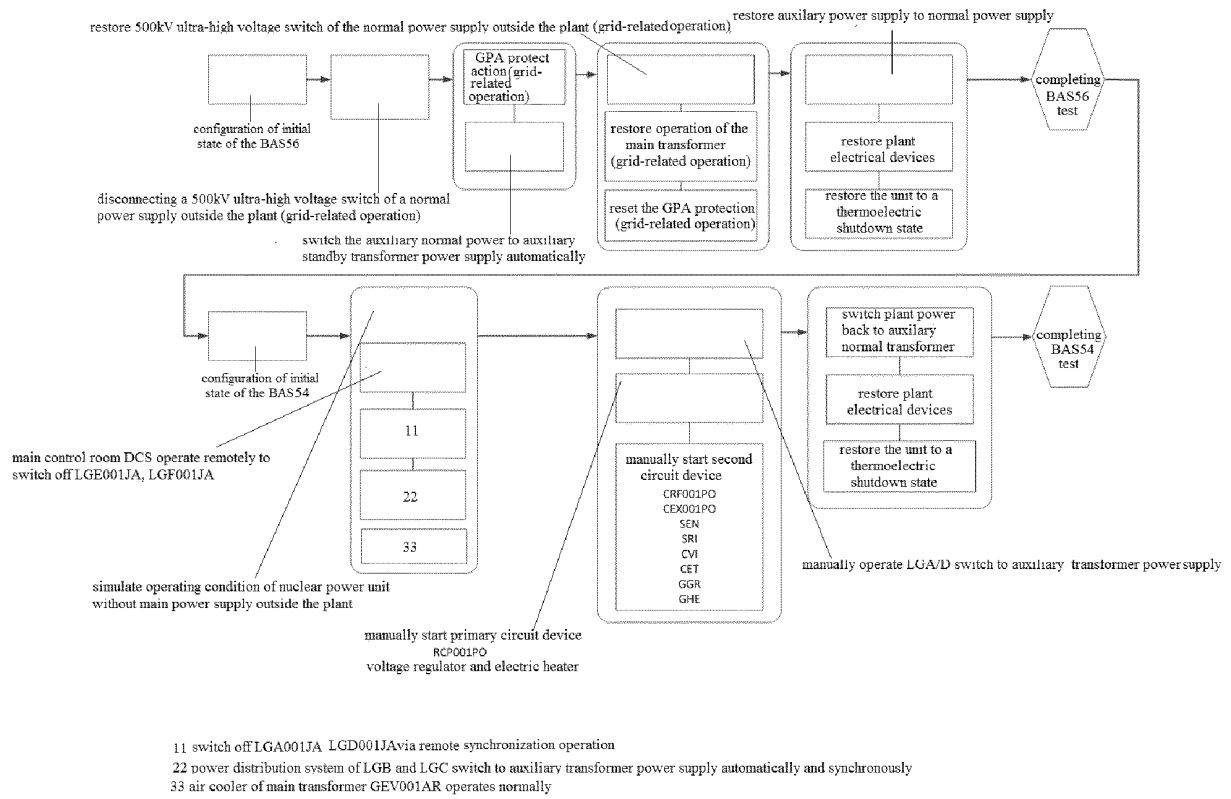 restore 500kV ultra-high voltage switch of the normal power supply outside the plant (grid-related operation)
restore auxilary power supply to normal power supply
configuration of initial
state of the BAS56
disconnecting a 500kV ultra-high voltage switch of a normal
power supply outside the plant (grid-related operation)
GPA protect
action(grid-
related
operation)
switch the auxiliary normal power to auxiliary
standby transformer power supply automatically
restore operation of the
main transformer
(grid-related operation)
reset the GPA protection
(grid-related operation)
restore plant
electrical devices
restore the unit to a
thermoelectric
shutdown state
completing
BAS56
test
configuration of initial
state of the BAS54
main control room DCS operate remotely to
switch off LGE001JA, LGF001JA
11
22
33
simulate operating condition of nuclear power unit
without main power supply outside the plant
manually start second
circuit device
CRF001PO
CEX001PO
SEN
SRI
CVI
CET
GGR
GHE
manually start primary circuit device
RCP001PO
voltage regulator and electric heater
manually operate LGA/D switch to auxiliary transformer power supply
switch plant power
back to auxilary
normal transformer
restore plant
electrical devices
restore the unit to
a thermoelectric
shutdown state
completing
BAS54
test
11 switch off LGA001JA LGD001JAvia remote synchronization operation
22 power distribution system of LGB and LGC switch to auxiliary transformer power supply automatically and synchronously
33 air cooler of main transformer GEV001AR operates normally